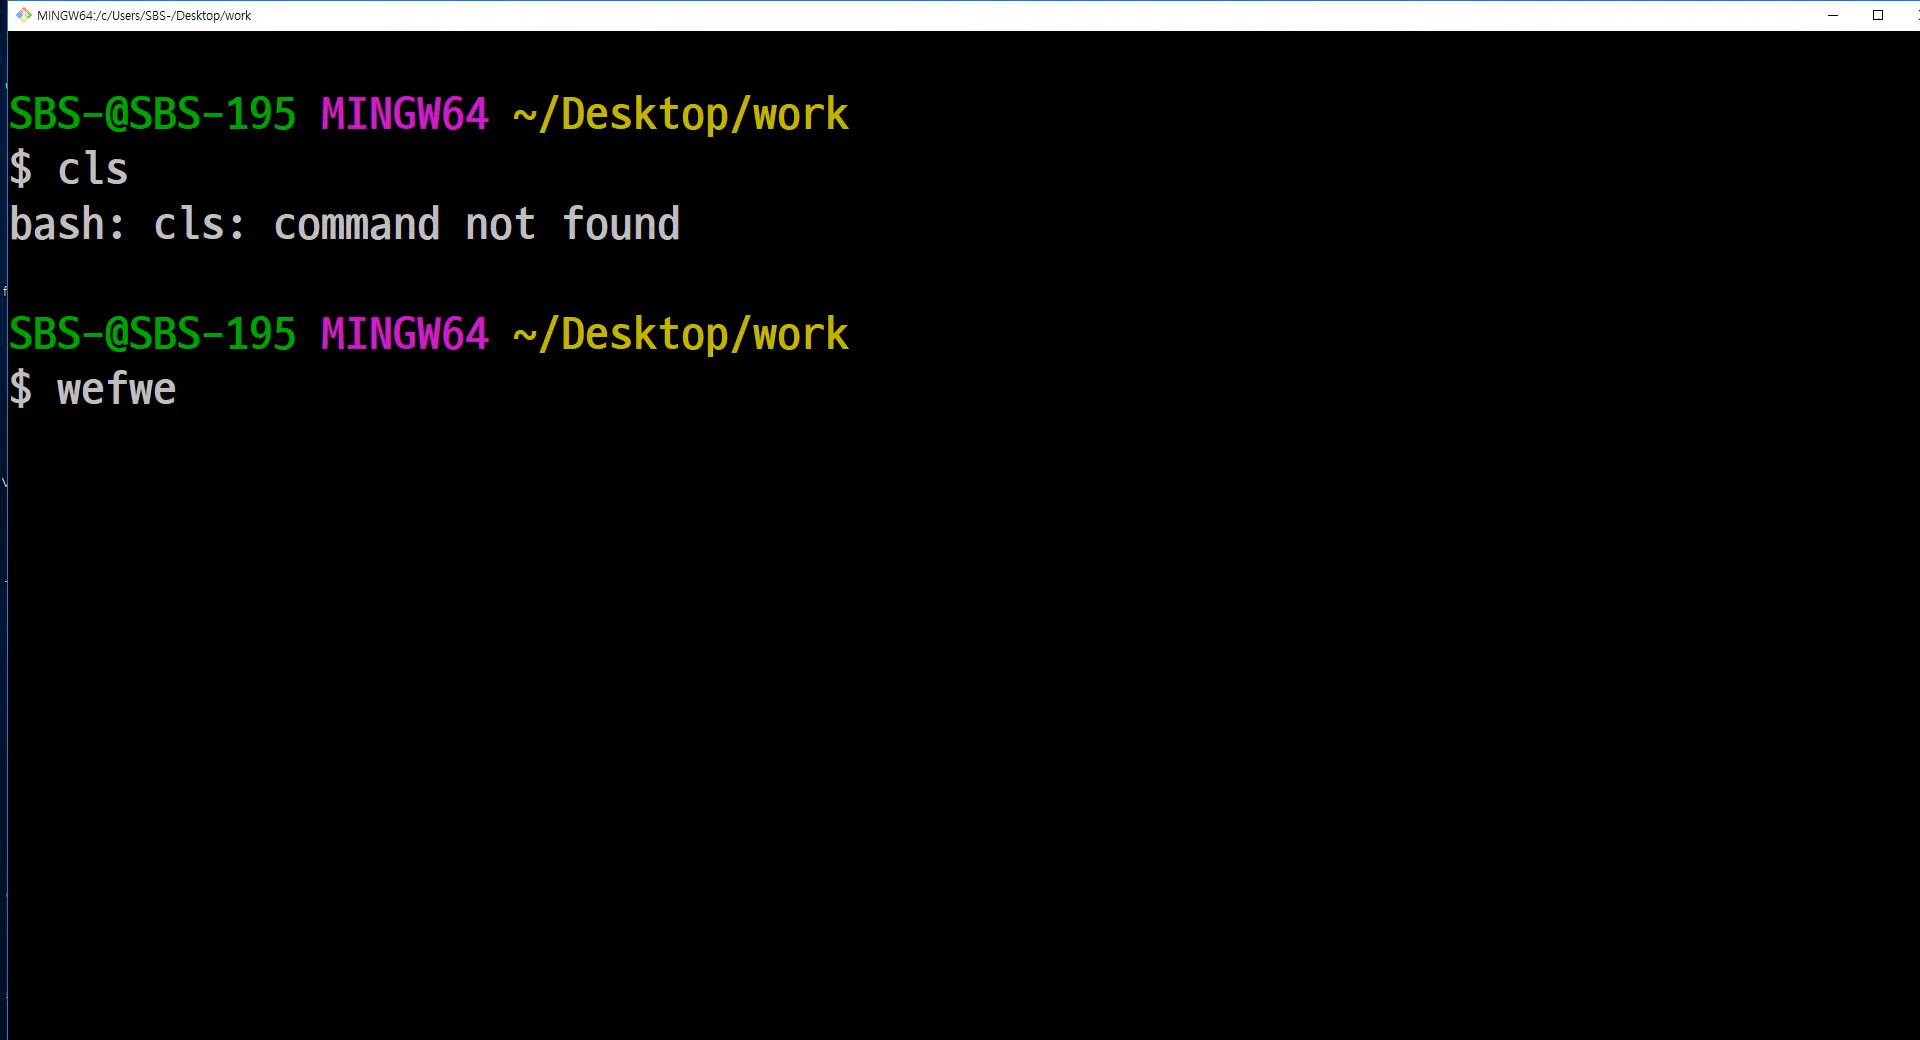 MINGW64:/c/Users/SBS-/Desktop/work
SBS-@SBS-195 MINGW64 ~/Desktop/work
$ cls
bash: cls: command not found
SBS-@SBS-195 MINGW64 ~/Desktop/work
$ wefwe